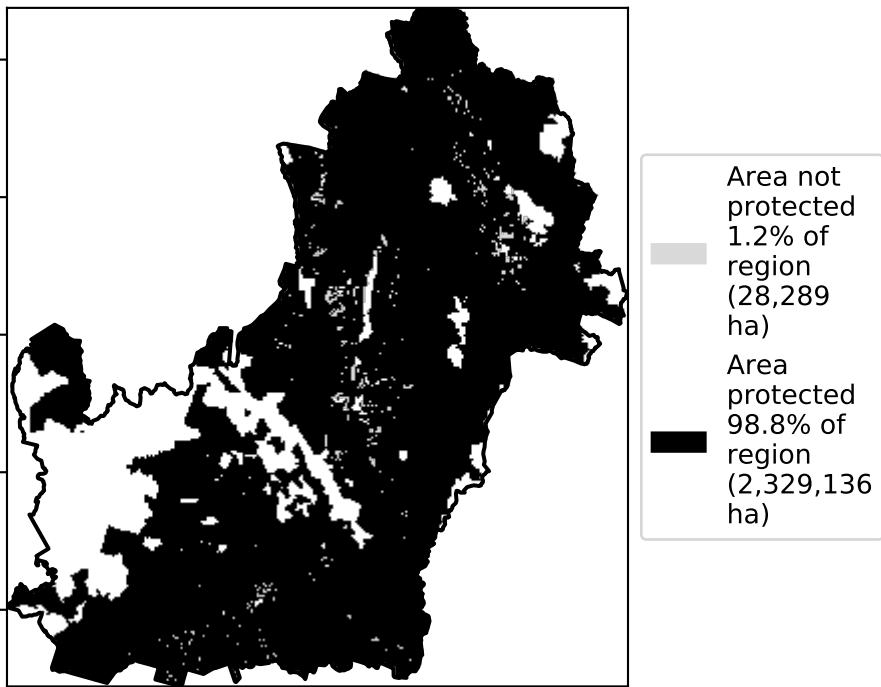 Area not
protected
1.2% of
region
(28,289
ha)
Area
protected
98.8% of
region
(2,329,136
ha)